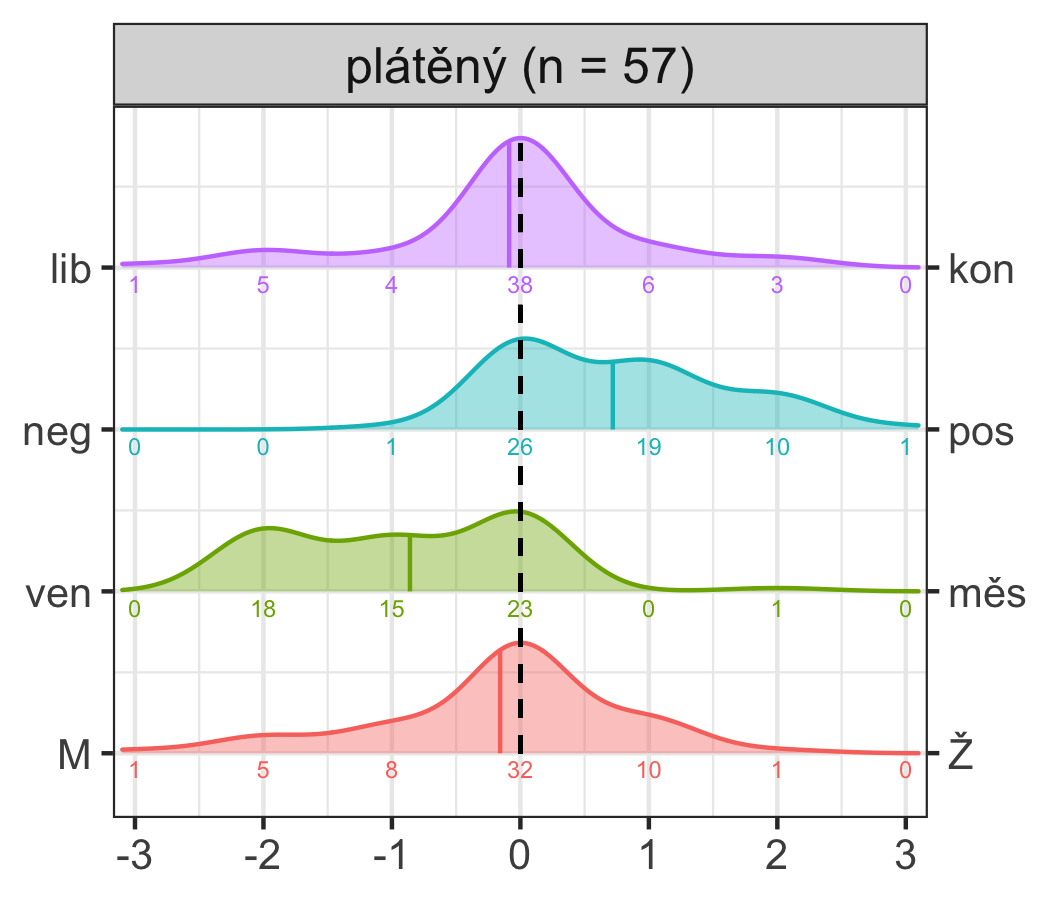 plátěný (n = 57)
lib kon
1 5 4 38 6 3 0
neg pos
0 0 1 26 19 10 1
ven měs
0 18 15 23 0 1 0
M Ž
1 5 8 32 10 1 0
-3 -2 -1 0 1 2 3